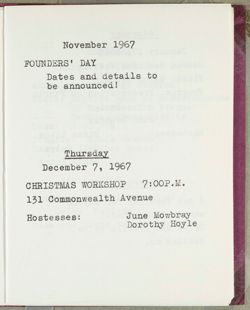 November 1967
FOUNDERS' DAY
Dates and details to
be announced!
Thursday
December 7, 1967
CHRISTMAS WORKSHOP 7:00P.M.
131 Commonwealth Avenue
Hostesses: June Mowbray
Dorothy Hoyle